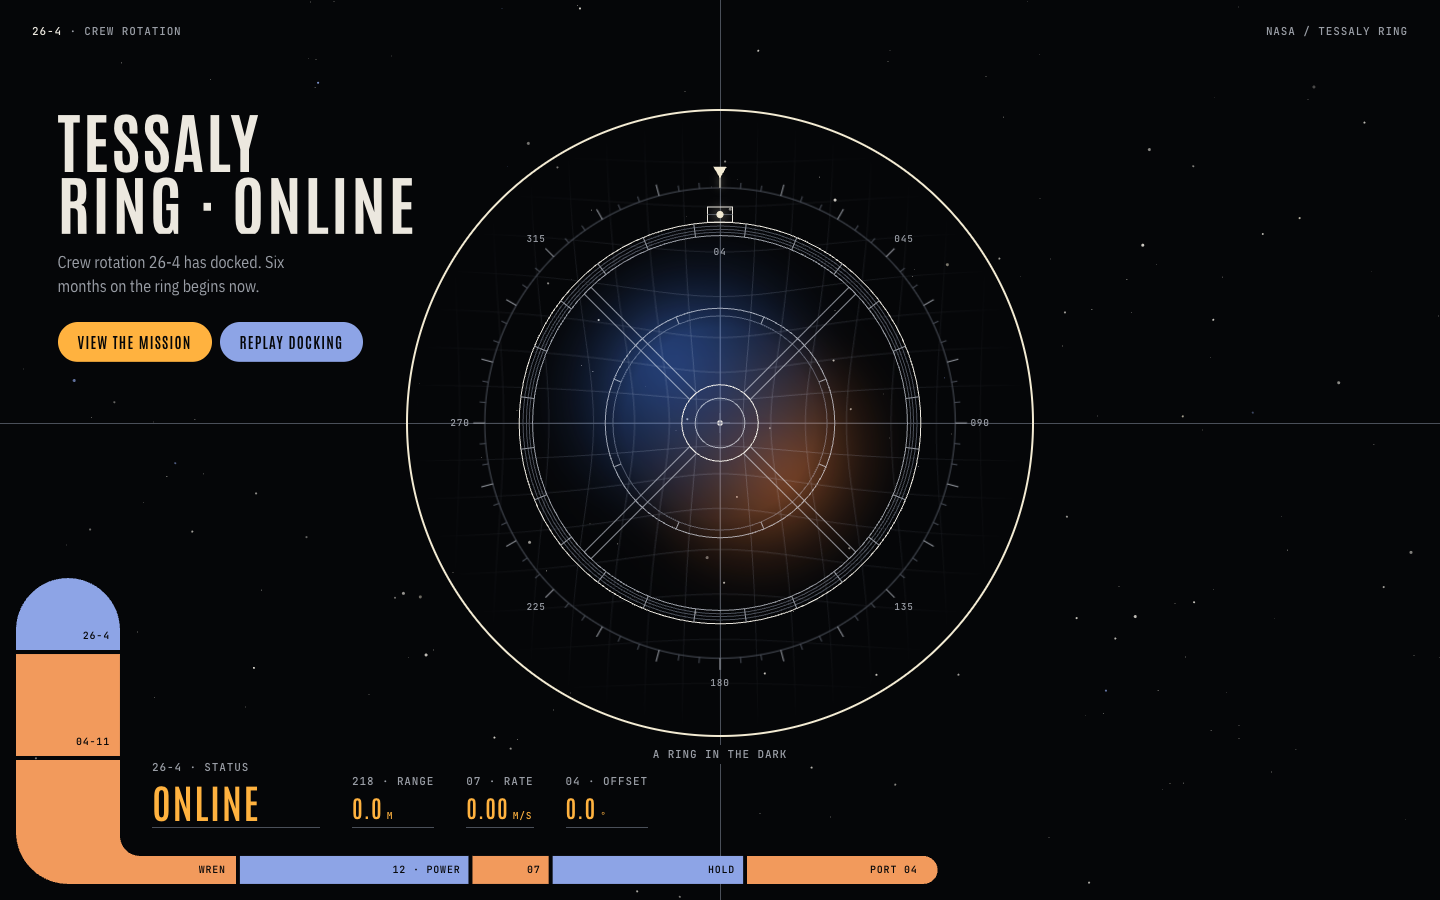 26-4 · CREW ROTATION
NASA / TESSALY RING
TESSALY
RING · ONLINE
Crew rotation 26-4 has docked. Six
months on the ring begins now.
VIEW THE MISSION
REPLAY DOCKING
04
315
045
270
090
225
135
180
A RING IN THE DARK
26-4
04-11
26-4 · STATUS
ONLINE
218 · RANGE
0.0 M
07 · RATE
0.00 M/S
04 · OFFSET
0.0 °
WREN
12 · POWER
07
HOLD
PORT 04